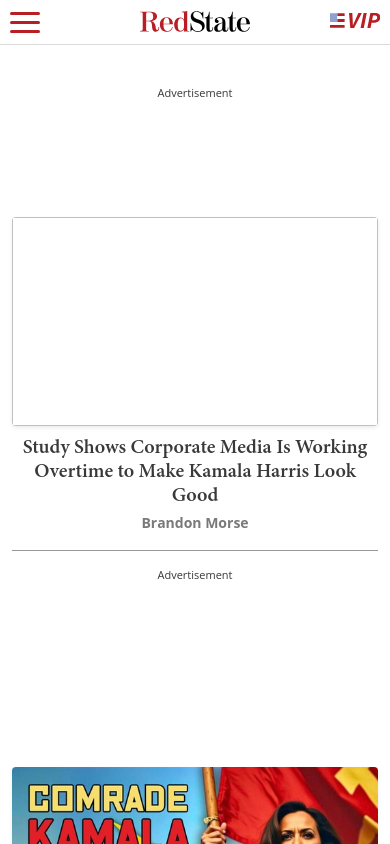 RedState
VIP
Advertisement
Study Shows Corporate Media Is Working
Overtime to Make Kamala Harris Look
Good
Brandon Morse
Advertisement
COMRADE
KAMALA